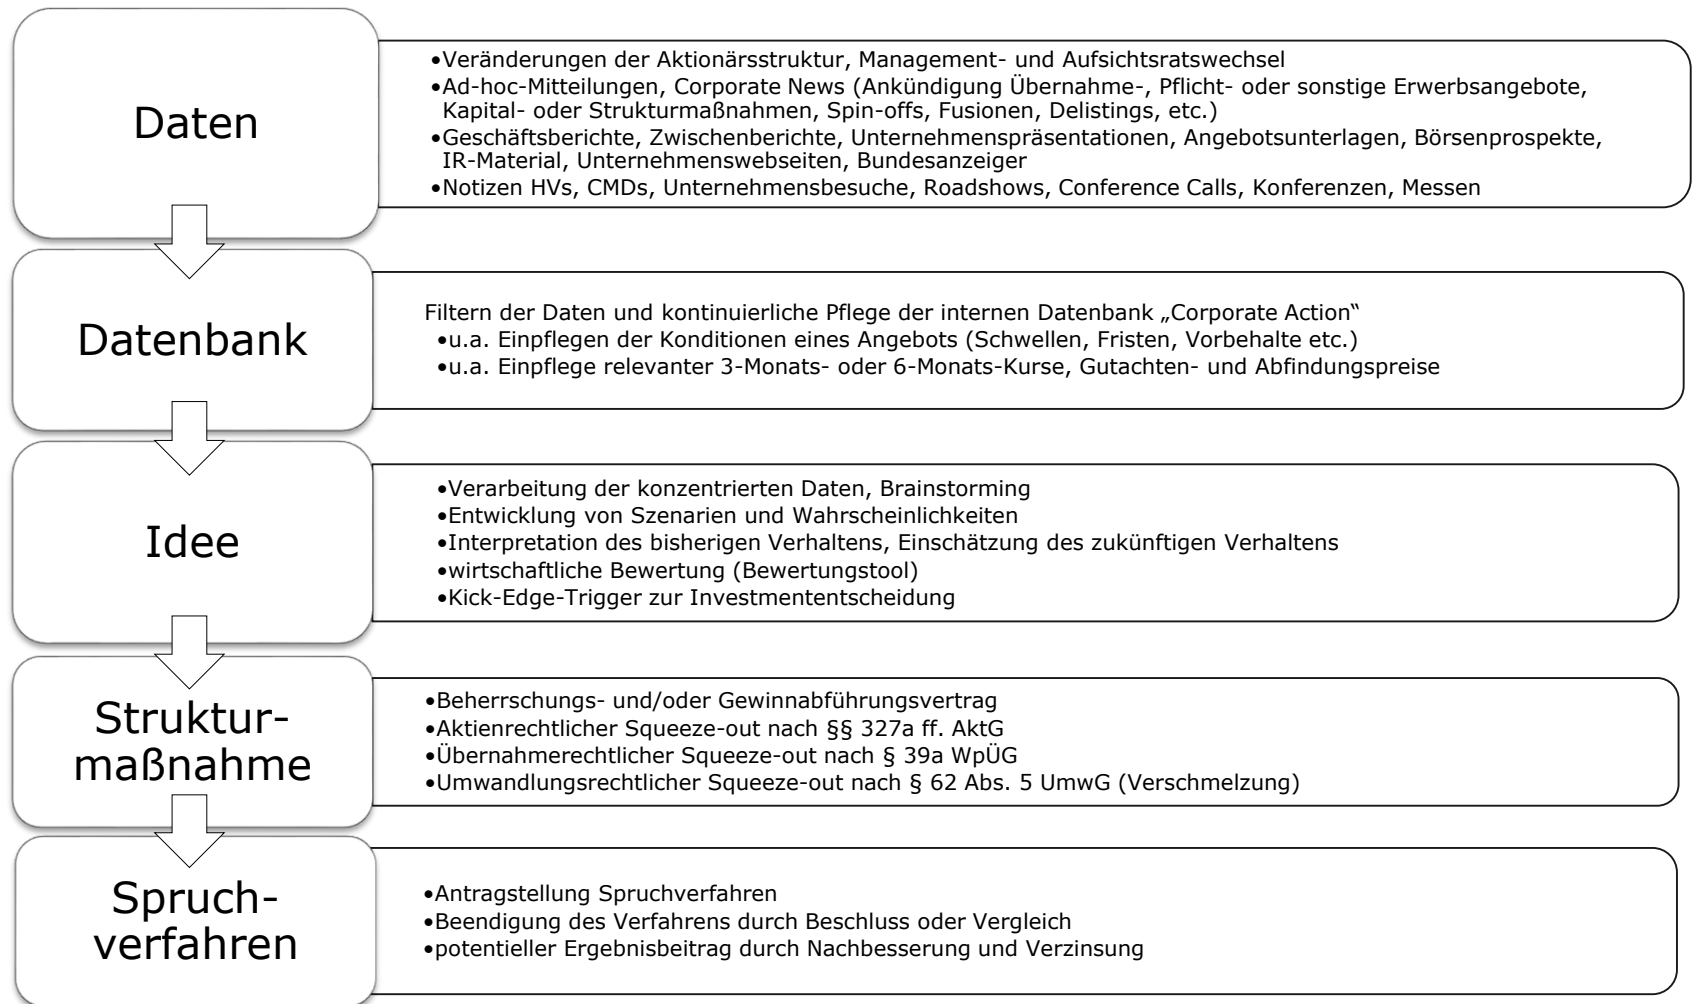 Daten
•Veränderungen der Aktionärsstruktur, Management- und Aufsichtsratswechsel
•Ad-hoc-Mitteilungen, Corporate News (Ankündigung Übernahme-, Pflicht- oder sonstige Erwerbsangebote,
Kapital- oder Strukturmaßnahmen, Spin-offs, Fusionen, Delistings, etc.)
•Geschäftsberichte, Zwischenberichte, Unternehmenspräsentationen, Angebotsunterlagen, Börsenprospekte,
IR-Material, Unternehmenswebseiten, Bundesanzeiger
•Notizen HVs, CMDs, Unternehmensbesuche, Roadshows, Conference Calls, Konferenzen, Messen
Datenbank
Filtern der Daten und kontinuierliche Pflege der internen Datenbank „Corporate Action“
•u.a. Einpflegen der Konditionen eines Angebots (Schwellen, Fristen, Vorbehalte etc.)
•u.a. Einpflege relevanter 3-Monats- oder 6-Monats-Kurse, Gutachten- und Abfindungspreise
Idee
•Verarbeitung der konzentrierten Daten, Brainstorming
•Entwicklung von Szenarien und Wahrscheinlichkeiten
•Interpretation des bisherigen Verhaltens, Einschätzung des zukünftigen Verhaltens
•wirtschaftliche Bewertung (Bewertungstool)
•Kick-Edge-Trigger zur Investmententscheidung
Struktur-
maßnahme
•Beherrschungs- und/oder Gewinnabführungsvertrag
•Aktienrechtlicher Squeeze-out nach §§ 327a ff. AktG
•Übernahmerechtlicher Squeeze-out nach § 39a WpÜG
•Umwandlungsrechtlicher Squeeze-out nach § 62 Abs. 5 UmwG (Verschmelzung)
Spruch-
verfahren
•Antragstellung Spruchverfahren
•Beendigung des Verfahrens durch Beschluss oder Vergleich
•potentieller Ergebnisbeitrag durch Nachbesserung und Verzinsung